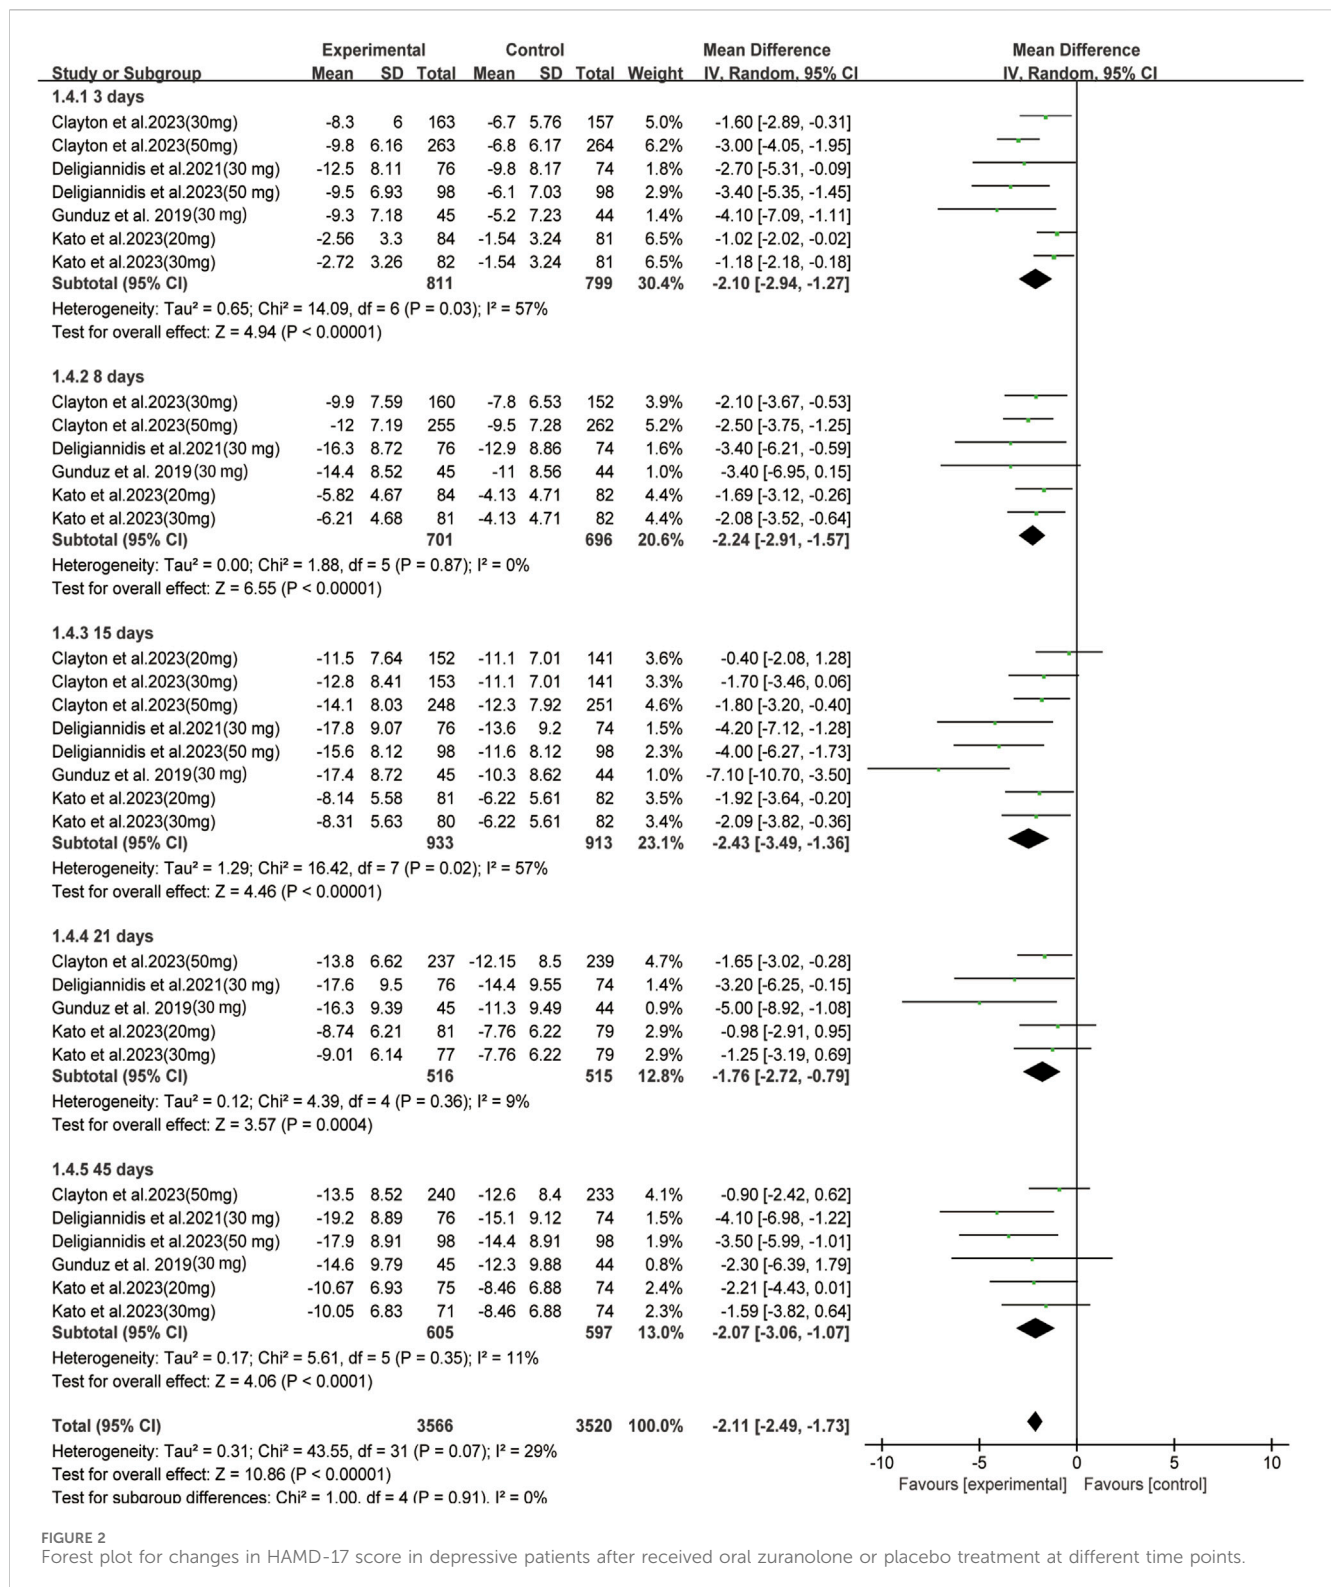 Experimental Control Mean Difference Mean Difference
Study or Subgroup Mean SD Total Mean SD Total Weight IV, Random, 95% CI IV, Random, 95% CI
1.4.1 3 days
Clayton et al.2023(30mg) -8.3 6 163 -6.7 5.76 157 5.0% -1.60 [-2.89, -0.31]
Clayton et al.2023(50mg) -9.8 6.16 263 -6.8 6.17 264 6.2% -3.00 [-4.05, -1.95]
Deligiannidis et al.2021(30 mg) -12.5 8.11 76 -9.8 8.17 74 1.8% -2.70 [-5.31, -0.09]
Deligiannidis et al.2023(50 mg) -9.5 6.93 98 -6.1 7.03 98 2.9% -3.40 [-5.35, -1.45]
Gunduz et al. 2019(30 mg) -9.3 7.18 45 -5.2 7.23 44 1.4% -4.10 [-7.09, -1.11]
Kato et al.2023(20mg) -2.56 3.3 84 -1.54 3.24 81 6.5% -1.02 [-2.02, -0.02]
Kato et al.2023(30mg) -2.72 3.26 82 -1.54 3.24 81 6.5% -1.18 [-2.18, -0.18]
Subtotal (95% CI) 811 799 30.4% -2.10 [-2.94, -1.27]
Heterogeneity: Tau² = 0.65; Chi² = 14.09, df = 6 (P = 0.03); I² = 57%
Test for overall effect: Z = 4.94 (P < 0.00001)
1.4.2 8 days
Clayton et al.2023(30mg) -9.9 7.59 160 -7.8 6.53 152 3.9% -2.10 [-3.67, -0.53]
Clayton et al.2023(50mg) -12 7.19 255 -9.5 7.28 262 5.2% -2.50 [-3.75, -1.25]
Deligiannidis et al.2021(30 mg) -16.3 8.72 76 -12.9 8.86 74 1.6% -3.40 [-6.21, -0.59]
Gunduz et al. 2019(30 mg) -14.4 8.52 45 -11 8.56 44 1.0% -3.40 [-6.95, 0.15]
Kato et al.2023(20mg) -5.82 4.67 84 -4.13 4.71 82 4.4% -1.69 [-3.12, -0.26]
Kato et al.2023(30mg) -6.21 4.68 81 -4.13 4.71 82 4.4% -2.08 [-3.52, -0.64]
Subtotal (95% CI) 701 696 20.6% -2.24 [-2.91, -1.57]
Heterogeneity: Tau² = 0.00; Chi² = 1.88, df = 5 (P = 0.87); I² = 0%
Test for overall effect: Z = 6.55 (P < 0.00001)
1.4.3 15 days
Clayton et al.2023(20mg) -11.5 7.64 152 -11.1 7.01 141 3.6% -0.40 [-2.08, 1.28]
Clayton et al.2023(30mg) -12.8 8.41 153 -11.1 7.01 141 3.3% -1.70 [-3.46, 0.06]
Clayton et al.2023(50mg) -14.1 8.03 248 -12.3 7.92 251 4.6% -1.80 [-3.20, -0.40]
Deligiannidis et al.2021(30 mg) -17.8 9.07 76 -13.6 9.2 74 1.5% -4.20 [-7.12, -1.28]
Deligiannidis et al.2023(50 mg) -15.6 8.12 98 -11.6 8.12 98 2.3% -4.00 [-6.27, -1.73]
Gunduz et al. 2019(30 mg) -17.4 8.72 45 -10.3 8.62 44 1.0% -7.10 [-10.70, -3.50]
Kato et al.2023(20mg) -8.14 5.58 81 -6.22 5.61 82 3.5% -1.92 [-3.64, -0.20]
Kato et al.2023(30mg) -8.31 5.63 80 -6.22 5.61 82 3.4% -2.09 [-3.82, -0.36]
Subtotal (95% CI) 933 913 23.1% -2.43 [-3.49, -1.36]
Heterogeneity: Tau² = 1.29; Chi² = 16.42, df = 7 (P = 0.02); I² = 57%
Test for overall effect: Z = 4.46 (P < 0.00001)
1.4.4 21 days
Clayton et al.2023(50mg) -13.8 6.62 237 -12.15 8.5 239 4.7% -1.65 [-3.02, -0.28]
Deligiannidis et al.2021(30 mg) -17.6 9.5 76 -14.4 9.55 74 1.4% -3.20 [-6.25, -0.15]
Gunduz et al. 2019(30 mg) -16.3 9.39 45 -11.3 9.49 44 0.9% -5.00 [-8.92, -1.08]
Kato et al.2023(20mg) -8.74 6.21 81 -7.76 6.22 79 2.9% -0.98 [-2.91, 0.95]
Kato et al.2023(30mg) -9.01 6.14 77 -7.76 6.22 79 2.9% -1.25 [-3.19, 0.69]
Subtotal (95% CI) 516 515 12.8% -1.76 [-2.72, -0.79]
Heterogeneity: Tau² = 0.12; Chi² = 4.39, df = 4 (P = 0.36); I² = 9%
Test for overall effect: Z = 3.57 (P = 0.0004)
1.4.5 45 days
Clayton et al.2023(50mg) -13.5 8.52 240 -12.6 8.4 233 4.1% -0.90 [-2.42, 0.62]
Deligiannidis et al.2021(30 mg) -19.2 8.89 76 -15.1 9.12 74 1.5% -4.10 [-6.98, -1.22]
Deligiannidis et al.2023(50 mg) -17.9 8.91 98 -14.4 8.91 98 1.9% -3.50 [-5.99, -1.01]
Gunduz et al. 2019(30 mg) -14.6 9.79 45 -12.3 9.88 44 0.8% -2.30 [-6.39, 1.79]
Kato et al.2023(20mg) -10.67 6.93 75 -8.46 6.88 74 2.4% -2.21 [-4.43, 0.01]
Kato et al.2023(30mg) -10.05 6.83 71 -8.46 6.88 74 2.3% -1.59 [-3.82, 0.64]
Subtotal (95% CI) 605 597 13.0% -2.07 [-3.06, -1.07]
Heterogeneity: Tau² = 0.17; Chi² = 5.61, df = 5 (P = 0.35); I² = 11%
Test for overall effect: Z = 4.06 (P < 0.0001)
Total (95% CI) 3566 3520 100.0% -2.11 [-2.49, -1.73]
Heterogeneity: Tau² = 0.31; Chi² = 43.55, df = 31 (P = 0.07); I² = 29%
Test for overall effect: Z = 10.86 (P < 0.00001)
Test for subgroup differences: Chi² = 1.00, df = 4 (P = 0.91), I² = 0%
-10 -5 0 5 10
Favours [experimental] Favours [control]
FIGURE 2
Forest plot for changes in HAMD-17 score in depressive patients after received oral zuranolone or placebo treatment at different time points.